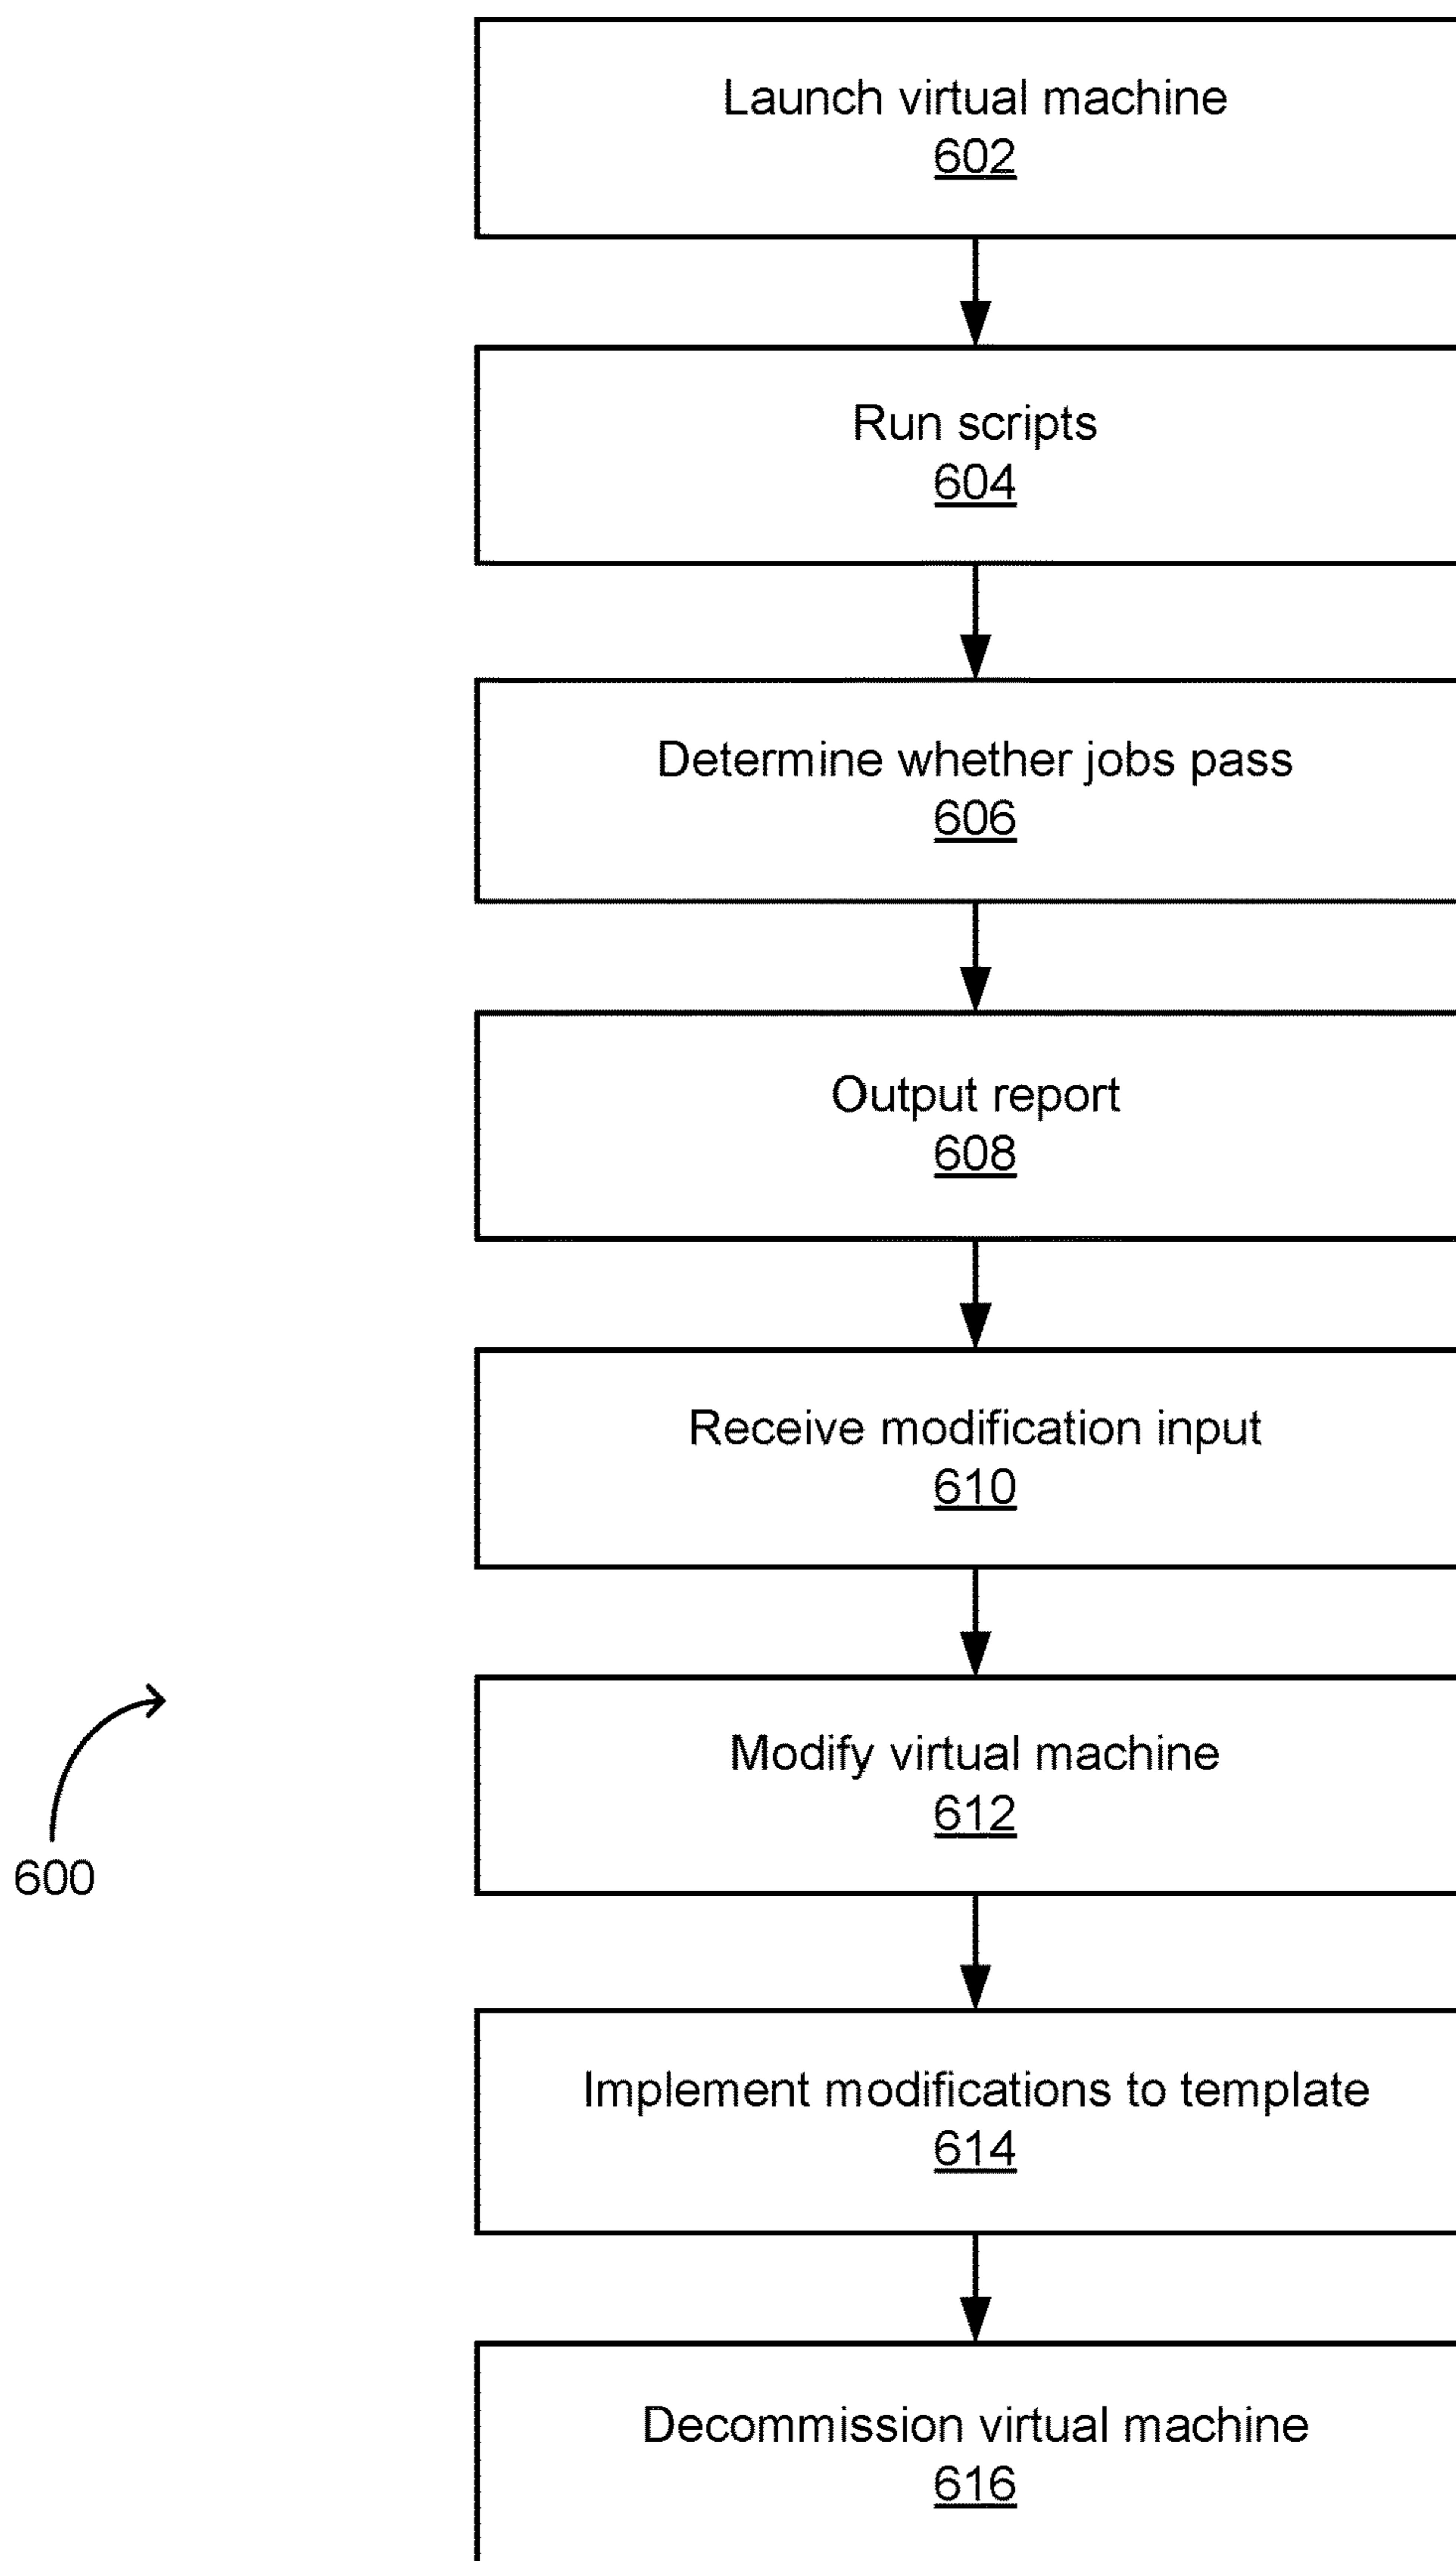 Launch virtual machine
602
Run scripts
604
Determine whether jobs pass
606
Output report
608
Receive modification input
610
Modify virtual machine
612
600
Implement modifications to template
614
Decommission virtual machine
616